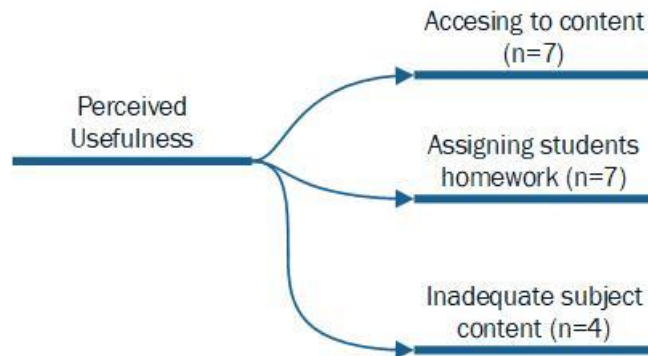 Perceived
Usefulness
Accesing to content
(n=7)
Assigning students
homework (n=7)
Inadequate subject
content (n=4)